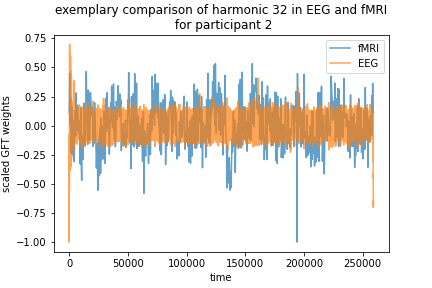 exemplary comparison of harmonic 32 in EEG and fMRI
for participant 2
0.75
0.50
0.25
0.00
−0.25
−0.50
−0.75
−1.00
scaled GFT weights
fMRI
EEG
0
50000
100000
150000
200000
250000
time